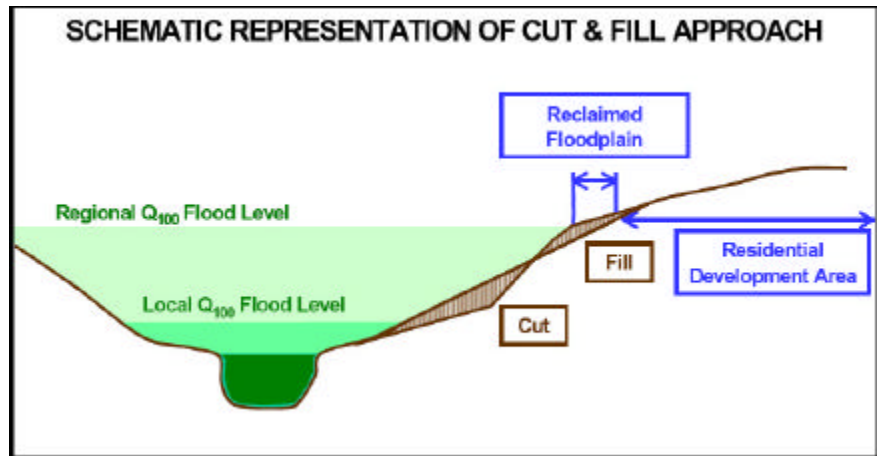 SCHEMATIC REPRESENTATION OF CUT & FILL APPROACH
Reclaimed
Floodplain
Regional Q₁₀₀ Flood Level
Fill
Residential
Development Area
Local Q₁₀₀ Flood Level
Cut